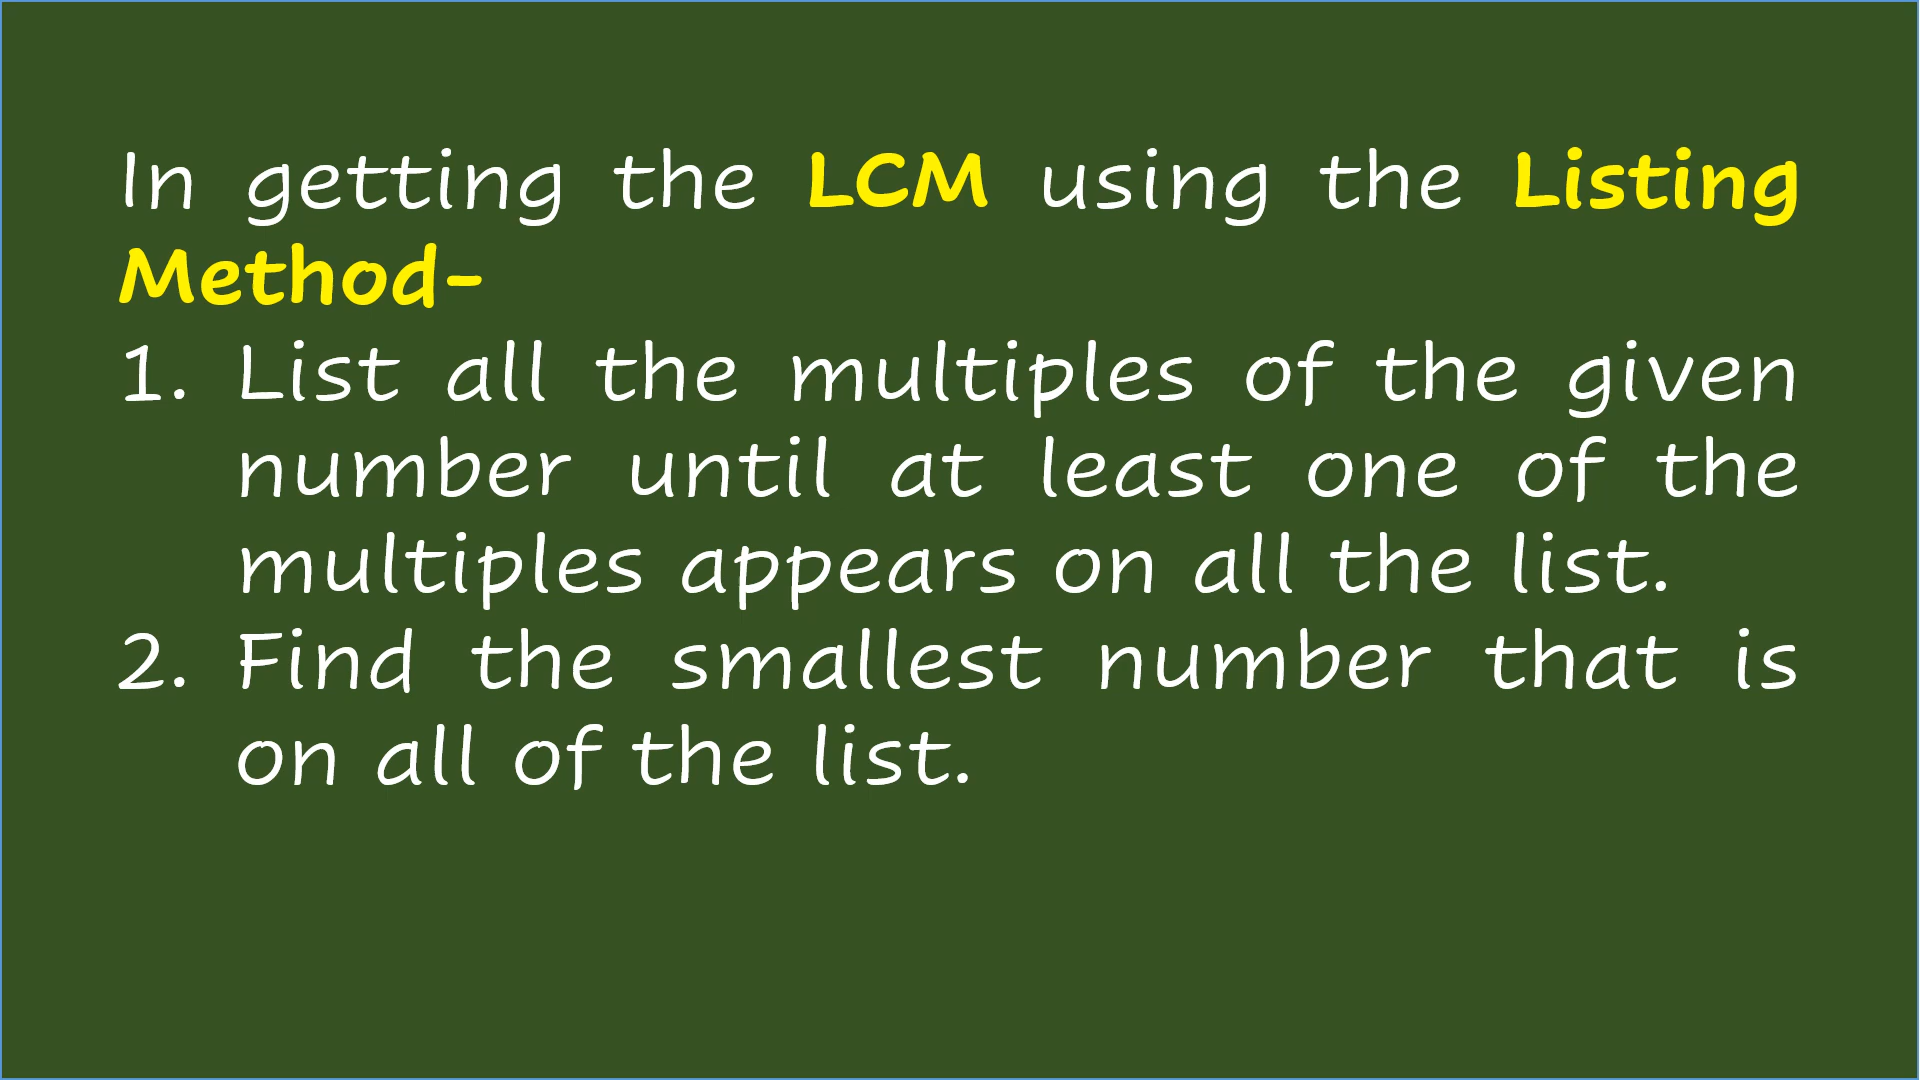 In getting the LCM using the Listing
Method-
1. List all the multiples of the given
number until at least one of the
multiples appears on all the list.
2. Find the smallest number that is
on all of the list.